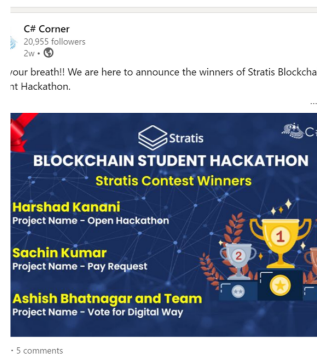 C# Corner
20,955 followers
2w •
your breath!! We are here to announce the winners of Stratis Blockcha
nt Hackathon.
...
Stratis
C
BLOCKCHAIN STUDENT HACKATHON
Stratis Contest Winners
Harshad Kanani
Project Name - Open Hackathon
1
Sachin Kumar
2
Project Name - Pay Request
Ashish Bhatnagar and Team
Project Name - Vote for Digital Way
• 5 comments